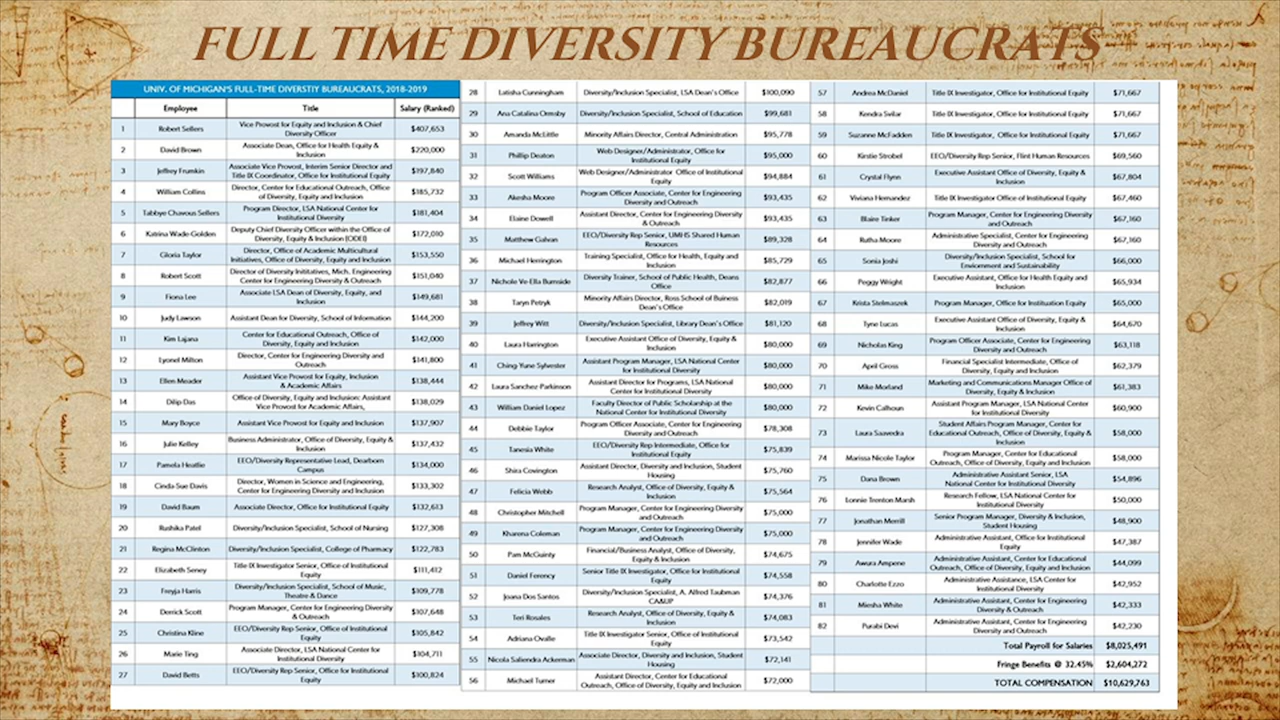 FULL TIME DIVERSITY BUREAUCRATS
UNIV. OF MICHIGAN'S FULL-TIME DIVERSTIY BUREAUCRATS, 2018-2019
Employee Title Salary (Ranked)
1 Robert Sellers Vice Provost for Equity and Inclusion & Chief Diversity Officer $407,653
2 David Brown Associate Dean, Office for Health Equity & Inclusion $220,000
3 Jeffrey Frumkin Associate Vice Provost, Interim Senior Director and Title IX Coordinator, Office for Institutional Equity $197,840
4 William Collins Director, Center for Educational Outreach, Office of Diversity, Equity and Inclusion $185,732
5 Tabbye Chavous Sellers Program Director, LSA National Center for Institutional Diversity $181,404
6 Katrina Wade-Golden Deputy Chief Diversity Officer within the Office of Diversity, Equity & Inclusion (ODEI) $172,010
7 Gloria Taylor Director, Office of Academic Multicultural Initiatives, Office of Diversity, Equity and Inclusion $153,550
8 Robert Scott Director of Diversity Inititatives, Mich. Engineering Center for Engineering Diversity & Outreach $151,040
9 Fiona Lee Associate LSA Dean of Diversity, Equity, and Inclusion $149,681
10 Judy Lawson Assistant Dean for Diversity, School of Information $144,200
11 Kim Lajana Center for Educational Outreach, Office of Diversity, Equity and Inclusion $142,000
12 Lyonel Milton Director, Center for Engineering Diversity and Outreach $141,800
13 Ellen Meader Assistant Vice Provost for Equity, Inclusion & Academic Affairs $138,444
14 Dilip Das Office of Diversity, Equity and Inclusion: Assistant Vice Provost for Academic Affairs, $138,029
15 Mary Boyce Assistant Vice Provost for Equity and Inclusion $137,907
16 Julie Kelley Business Administrator, Office of Diversity, Equity & Inclusion $137,432
17 Pamela Heatlie EEO/Diversity Representative Lead, Dearborn Campus $134,000
18 Cinda-Sue Davis Director, Women in Science and Engineering, Center for Engineering Diversity and Inclusion $133,302
19 David Baum Associate Director, Office for Institutional Equity $132,613
20 Rushika Patel Diversity/Inclusion Specialist, School of Nursing $127,308
21 Regina McClinton Diversity/Inclusion Specialist, College of Pharmacy $122,783
22 Elizabeth Seney Title IX Investigator Senior, Office for Institutional Equity $111,412
23 Freyja Harris Diversity/Inclusion Specialist, School of Music, Theatre & Dance $109,778
24 Derrick Scott Program Manager, Center for Engineering Diversity & Outreach $107,648
25 Christina Kline EEO/Diversity Rep Senior, Office of Institutional Equity $105,842
26 Marie Ting Associate Director, LSA National Center for Institutional Diversity $104,711
27 David Betts EEO/Diversity Rep Senior, Office for Institutional Equity $100,824
28 Latisha Cunningham Diversity/Inclusion Specialist, LSA Dean's Office $100,090
29 Ana Catalina Ormsby Diversity/Inclusion Specialist, School of Education $99,681
30 Amanda McLittle Minority Affairs Director, Central Administration $95,778
31 Phillip Deaton Web Designer/Administrator, Office for Institutional Equity $95,000
32 Scott Williams Web Designer/Administrator Office of Institutional Equity $94,884
33 Akesha Moore Program Officer Associate, Center for Engineering Diversity and Outreach $93,435
34 Elaine Dowell Assistant Director, Center for Engineering Diversity & Outreach $93,435
35 Matthew Galvan EEO/Diversity Rep Senior, UMHS Shared Human Resources $89,328
36 Michael Herrington Training Specialist, Office for Health, Equity and Inclusion $85,729
37 Nichole Ve-Ella Burnside Diversity Trainer, School of Public Health, Deans Office $82,877
38 Taryn Petryk Minority Affairs Director, Ross School of Buiness Dean's Office $82,019
39 Jeffrey Witt Diversity/Inclusion Specialist, Library Dean's Office $81,120
40 Laura Harrington Executive Assistant Office of Diversity, Equity & Inclusion $80,000
41 Ching-Yune Sylvester Assistant Program Manager, LSA National Center for Institutional Diversity $80,000
42 Laura Sanchez-Parkinson Assistant Director for Programs, LSA National Center for Institutional Diversity $80,000
43 William Daniel Lopez Faculty Director of Public Scholarship at the National Center for Institutional Diversity $80,000
44 Debbie Taylor Program Officer Associate, Center for Engineering Diversity and Outreach $78,308
45 Tanesia White EEO/Diversity Rep Intermediate, Office for Institutional Equity $75,839
46 Shira Covington Assistant Director, Diversity and Inclusion, Student Housing $75,760
47 Felicia Webb Research Analyst, Office of Diversity, Equity & Inclusion $75,564
48 Christopher Mitchell Program Manager, Center for Engineering Diversity and Outreach $75,000
49 Kharena Coleman Program Manager, Center for Engineering Diversity and Outreach $75,000
50 Pam McGuinty Financial/Business Analyst, Office of Diversity, Equity & Inclusion $74,675
51 Daniel Ferency Senior Title IX Investigator, Office for Institutional Equity $74,558
52 Joana Dos Santos Diversity/Inclusion Specialist, A. Alfred Taubman CA&UP $74,376
53 Teri Rosales Research Analyst, Office of Diversity, Equity & Inclusion $74,083
54 Adriana Ovalle Title IX Investigator Senior, Office for Institutional Equity $73,542
55 Nicola Saliendra Ackerman Associate Director, Diversity and Inclusion, Student Housing $72,141
56 Michael Turner Assistant Director, Center for Educational Outreach, Office of Diversity, Equity and Inclusion $72,000
57 Andrea McDaniel Title IX Investigator, Office for Institutional Equity $71,667
58 Kendra Svilar Title IX Investigator, Office for Institutional Equity $71,667
59 Suzanne McFadden Title IX Investigator, Office for Institutional Equity $71,667
60 Kirstie Strobel EEO/Diversity Rep Senior, Flint Human Resources $69,560
61 Crystal Flynn Executive Assistant Office of Diversity, Equity & Inclusion $67,804
62 Viviana Hernandez Title IX Investigator Office of Institutional Equity $67,460
63 Blaire Tinker Program Manager, Center for Engineering Diversity and Outreach $67,160
64 Rutha Moore Administrative Specialist, Center for Engineering Diversity and Outreach $67,160
65 Sonia Joshi Diversity/Inclusion Specialist, School for Enviornment and Sustainability $66,000
66 Peggy Wright Executive Assistant, Office for Health Equity and Inclusion $65,934
67 Krista Stelmaszek Program Manager, Office for Instituation Equity $65,000
68 Tyne Lucas Executive Assistant Office of Diversity, Equity & Inclusion $64,670
69 Nicholas King Program Officer Associate, Center for Engineering Diversity and Outreach $63,118
70 April Gross Financial Specialist Intermediate, Office of Diversity, Equity and Inclusion $62,379
71 Mike Morland Marketing and Communications Manager Office of Diversity, Equity & Inclusion $61,383
72 Kevin Calhoun Assistant Program Manager, LSA National Center for Institutional Diversity $60,900
73 Laura Saavedra Student Affairs Program Manager, Center for Educational Outreach, Office of Diversity, Equity & Inclusion $58,000
74 Marissa Nicole Taylor Program Manager, Center for Educational Outreach, Office of Diversity, Equity and Inclusion $58,000
75 Dana Brown Administrative Assistant Senior, LSA National Center for Institutional Diversity $54,896
76 Lonnie Trenton Marsh Research Fellow, LSA National Center for Institutional Diversity $50,000
77 Jonathan Merrill Senior Program Manager, Diversity & Inclusion, Student Housing $48,900
78 Jennifer Wade Administrative Assistant, Office for Institutional Equity $47,387
79 Awura Ampene Administrative Assistant, Center for Educational Outreach, Office of Diversity, Equity & Inclusion $44,099
80 Charlotte Ezzo Administrative Assistance, LSA Center for Institutional Diversity $42,952
81 Miesha White Administrative Assistant, Center for Engineering Diversity & Outreach $42,333
82 Purabi Devi Administrative Assistant, Center for Engineering Diversity and Outreach $42,230
Total Payroll for Salaries $8,025,491
Fringe Benefits @ 32.45% $2,604,272
TOTAL COMPENSATION $10,629,763